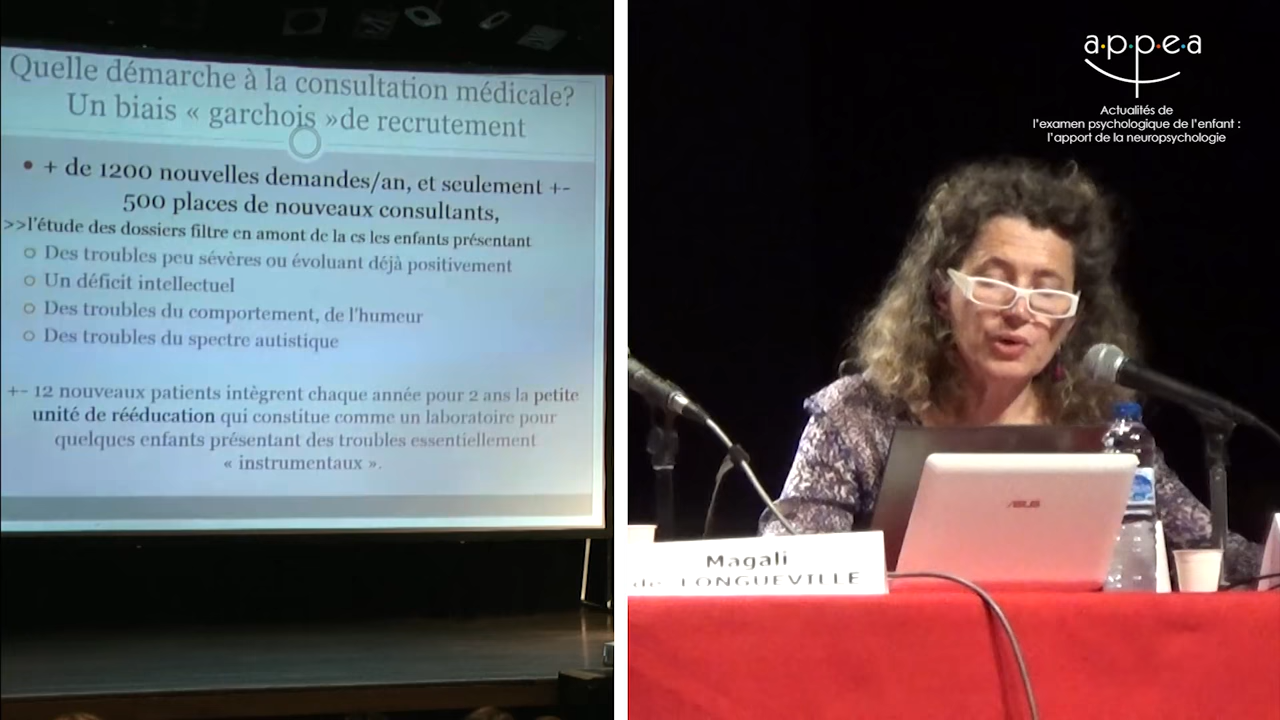 Quelle démarche à la consultation médicale?
Un biais « garchois »de recrutement
+ de 1200 nouvelles demandes/an, et seulement +-
500 places de nouveaux consultants,
>>l'étude des dossiers filtre en amont de la cs les enfants présentant
Des troubles peu sévères ou évoluant déjà positivement
Un déficit intellectuel
Des troubles du comportement, de l'humeur
Des troubles du spectre autistique
+- 12 nouveaux patients intègrent chaque année pour 2 ans la petite
unité de rééducation qui constitue comme un laboratoire pour
quelques enfants présentant des troubles essentiellement
« instrumentaux ».
a·p·p·e·a
Actualités de
l'examen psychologique de l'enfant :
l'apport de la neuropsychologie
ASUS
Magali
de LONGUEVILLE